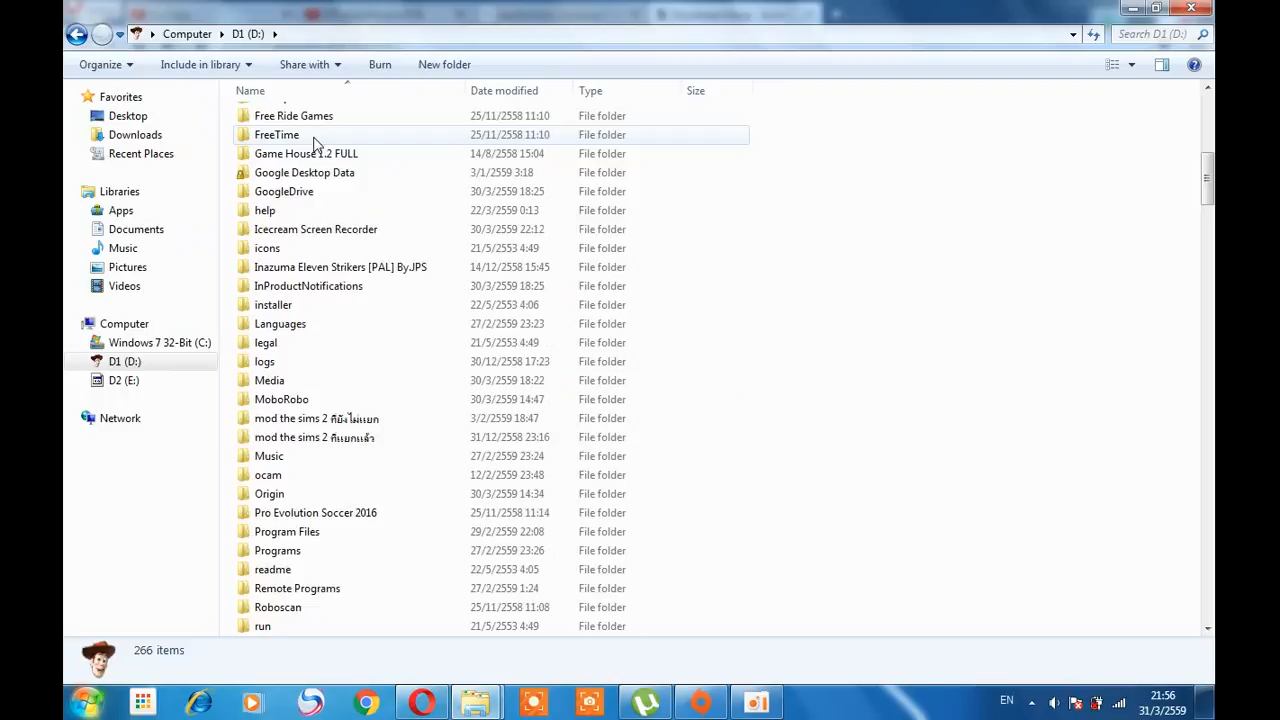 Computer D1 (D:) Search D1 (D:)
Organize Include in library Share with Burn New folder
Name Date modified Type Size
Favorites
Desktop
Downloads
Recent Places
Libraries
Apps
Documents
Music
Pictures
Videos
Computer
Windows 7 32-Bit (C:)
D1 (D:)
D2 (E:)
Network
Free Ride Games 25/11/2558 11:10 File folder
FreeTime 25/11/2558 11:10 File folder
Game House 1.2 FULL 14/8/2558 15:04 File folder
Google Desktop Data 3/1/2559 3:18 File folder
GoogleDrive 30/3/2559 18:25 File folder
help 22/3/2559 0:13 File folder
Icecream Screen Recorder 30/3/2559 22:12 File folder
icons 21/5/2553 4:49 File folder
Inazuma Eleven Strikers [PAL] By.JPS 14/12/2558 15:45 File folder
InProductNotifications 30/3/2559 18:25 File folder
installer 22/5/2553 4:06 File folder
Languages 27/2/2559 23:23 File folder
legal 21/5/2553 4:49 File folder
logs 30/12/2558 17:23 File folder
Media 30/3/2559 18:22 File folder
MoboRobo 30/3/2559 14:47 File folder
mod the sims 2 ที่ยังไม่แยก 3/2/2559 18:47 File folder
mod the sims 2 ที่แยกแล้ว 31/12/2558 23:16 File folder
Music 27/2/2559 23:24 File folder
ocam 12/2/2559 23:48 File folder
Origin 30/3/2559 14:34 File folder
Pro Evolution Soccer 2016 25/11/2558 11:14 File folder
Program Files 29/2/2559 22:08 File folder
Programs 27/2/2559 23:26 File folder
readme 22/5/2553 4:05 File folder
Remote Programs 27/2/2559 1:24 File folder
Roboscan 25/11/2558 11:08 File folder
run 21/5/2553 4:49 File folder
266 items
EN
21:56
31/3/2559